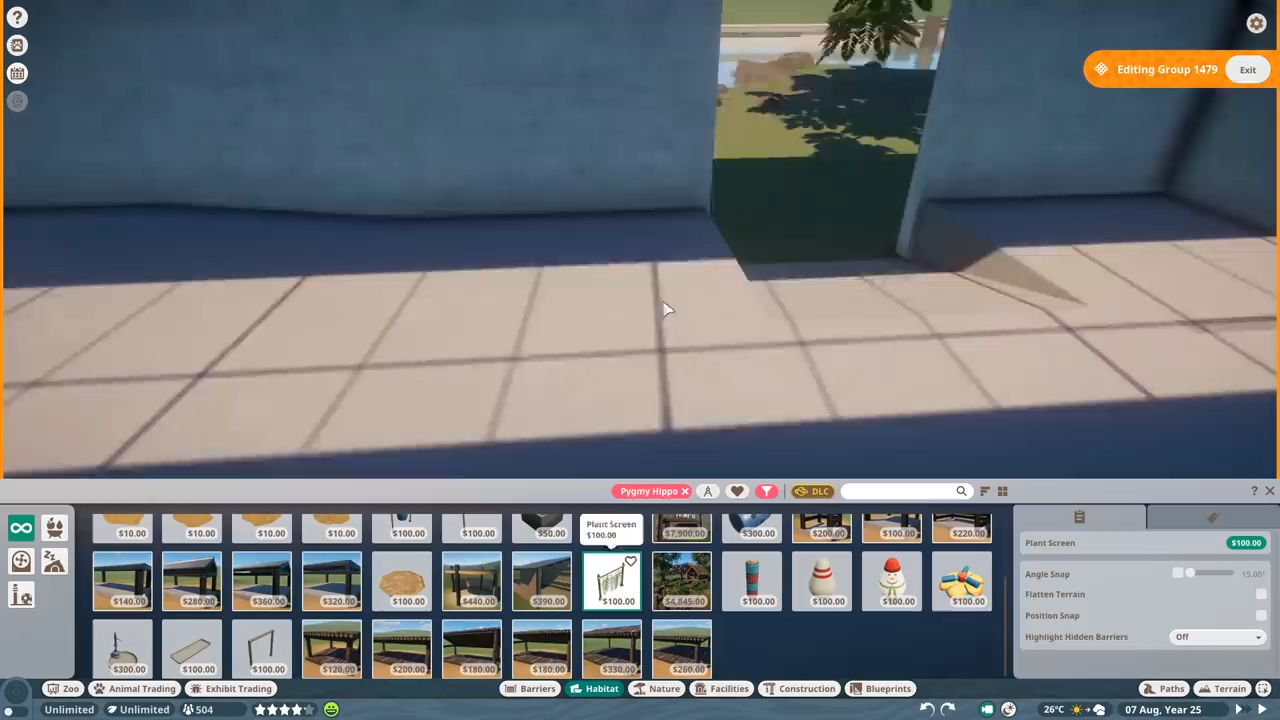 ?
Editing Group 1479
Exit
Pygmy Hippo ×
DLC
? ×
Plant Screen
$100.00
$10.00 $10.00 $10.00 $10.00 $100.00 $100.00 $50.00 $7,900.00 $300.00 $220.00 $100.00 $220.00
$140.00 $280.00 $360.00 $320.00 $100.00 $440.00 $390.00 $100.00 $4,845.00 $100.00 $100.00 $100.00 $100.00
$300.00 $100.00 $100.00 $120.00 $200.00 $180.00 $180.00 $330.00 $260.00
Plant Screen $100.00
Angle Snap 15.00°
Flatten Terrain
Position Snap
Highlight Hidden Barriers Off
Zoo Animal Trading Exhibit Trading Barriers Habitat Nature Facilities Construction Blueprints Paths Terrain
Unlimited Unlimited 504 26°C 07 Aug, Year 25